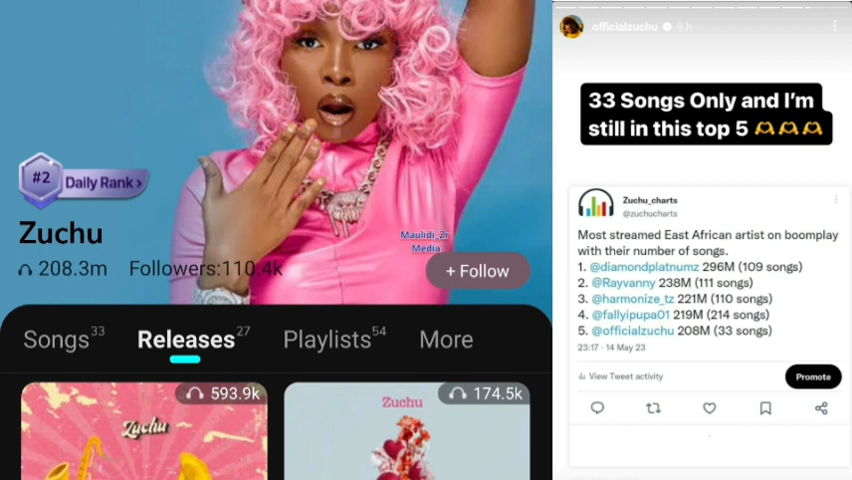 #2
Daily Rank
Zuchu
208.3m Followers:110.4k
Maulidi_Zi
Media
+ Follow
Songs 33 Releases 27 Playlists 54 More
593.9k
Zuchu
174.5k
Zuchu
officialzuchu 9 h
33 Songs Only and I'm
still in this top 5 🫶🫶🫶
Zuchu_charts
@zuchucharts
Most streamed East African artist on boomplay
with their number of songs.
1. @diamondplatnumz 296M (109 songs)
2. @Rayvanny 238M (111 songs)
3. @harmonize_tz 221M (110 songs)
4. @fallyipupa01 219M (214 songs)
5. @officialzuchu 208M (33 songs)
23:17 · 14 May 23
View Tweet activity
Promote